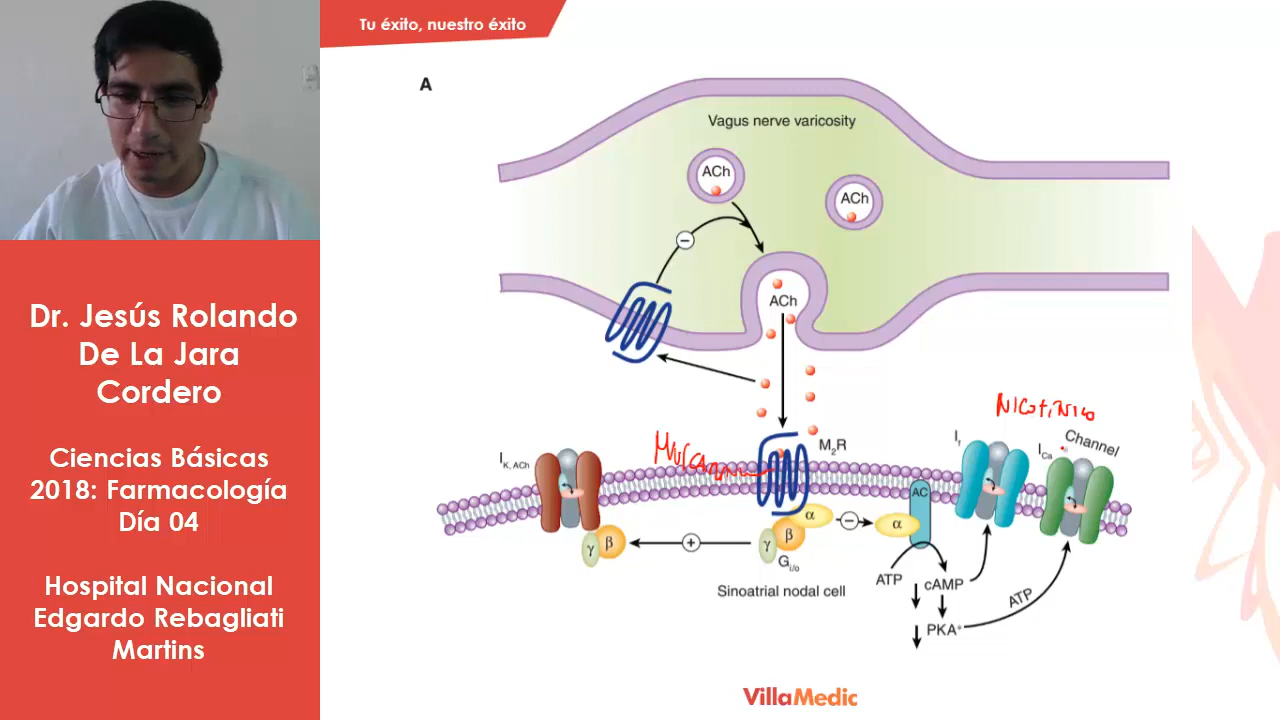 Tu éxito, nuestro éxito
Dr. Jesús Rolando
De La Jara
Cordero
Ciencias Básicas
2018: Farmacología
Día 04
Hospital Nacional
Edgardo Rebagliati
Martins
A
Vagus nerve varicosity
ACh
ACh
−
ACh
Nicotínico
I K, ACh
M2R
If
ICa
Channel
AC
α
−
α
β
γ
+
γ
β
Gi/o
ATP
cAMP
ATP
PKA+
Sinoatrial nodal cell
VillaMedic